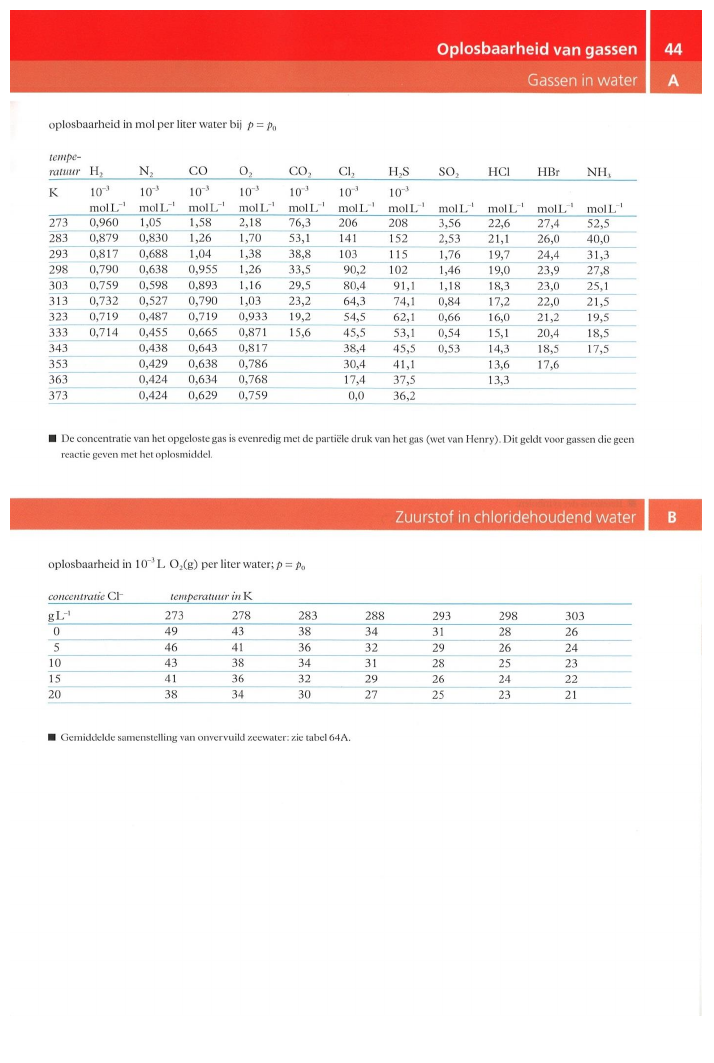 Oplosbaarheid van gassen 44
Gassen in water A
oplosbaarheid in mol per liter water bij p = p₀
tempe-
ratuur H₂ N₂ CO O₂ CO₂ Cl₂ H₂S SO₂ HCl HBr NH₃
K 10⁻³ 10⁻³ 10⁻³ 10⁻³ 10⁻³ 10⁻³ 10⁻³
mol L⁻¹ mol L⁻¹ mol L⁻¹ mol L⁻¹ mol L⁻¹ mol L⁻¹ mol L⁻¹ mol L⁻¹ mol L⁻¹ mol L⁻¹ mol L⁻¹
273 0,960 1,05 1,58 2,18 76,3 206 208 3,56 22,6 27,4 52,5
283 0,879 0,830 1,26 1,70 53,1 141 152 2,53 21,1 26,0 40,0
293 0,817 0,688 1,04 1,38 38,8 103 115 1,76 19,7 24,4 31,3
298 0,790 0,638 0,955 1,26 33,5 90,2 102 1,46 19,0 23,9 27,8
303 0,759 0,598 0,893 1,16 29,5 80,4 91,1 1,18 18,3 23,0 25,1
313 0,732 0,527 0,790 1,03 23,2 64,3 74,1 0,84 17,2 22,0 21,5
323 0,719 0,487 0,719 0,933 19,2 54,5 62,1 0,66 16,0 21,2 19,5
333 0,714 0,455 0,665 0,871 15,6 45,5 53,1 0,54 15,1 20,4 18,5
343 0,438 0,643 0,817 38,4 45,5 0,53 14,3 18,5 17,5
353 0,429 0,638 0,786 30,4 41,1 13,6 17,6
363 0,424 0,634 0,768 17,4 37,5 13,3
373 0,424 0,629 0,759 0,0 36,2
■ De concentratie van het opgeloste gas is evenredig met de partiële druk van het gas (wet van Henry). Dit geldt voor gassen die geen
reactie geven met het oplosmiddel.
Zuurstof in chloridehoudend water B
oplosbaarheid in 10⁻³ L O₂(g) per liter water; p = p₀
concentratie Cl⁻ temperatuur in K
g L⁻¹ 273 278 283 288 293 298 303
0 49 43 38 34 31 28 26
5 46 41 36 32 29 26 24
10 43 38 34 31 28 25 23
15 41 36 32 29 26 24 22
20 38 34 30 27 25 23 21
■ Gemiddelde samenstelling van onvervuild zeewater: zie tabel 64A.